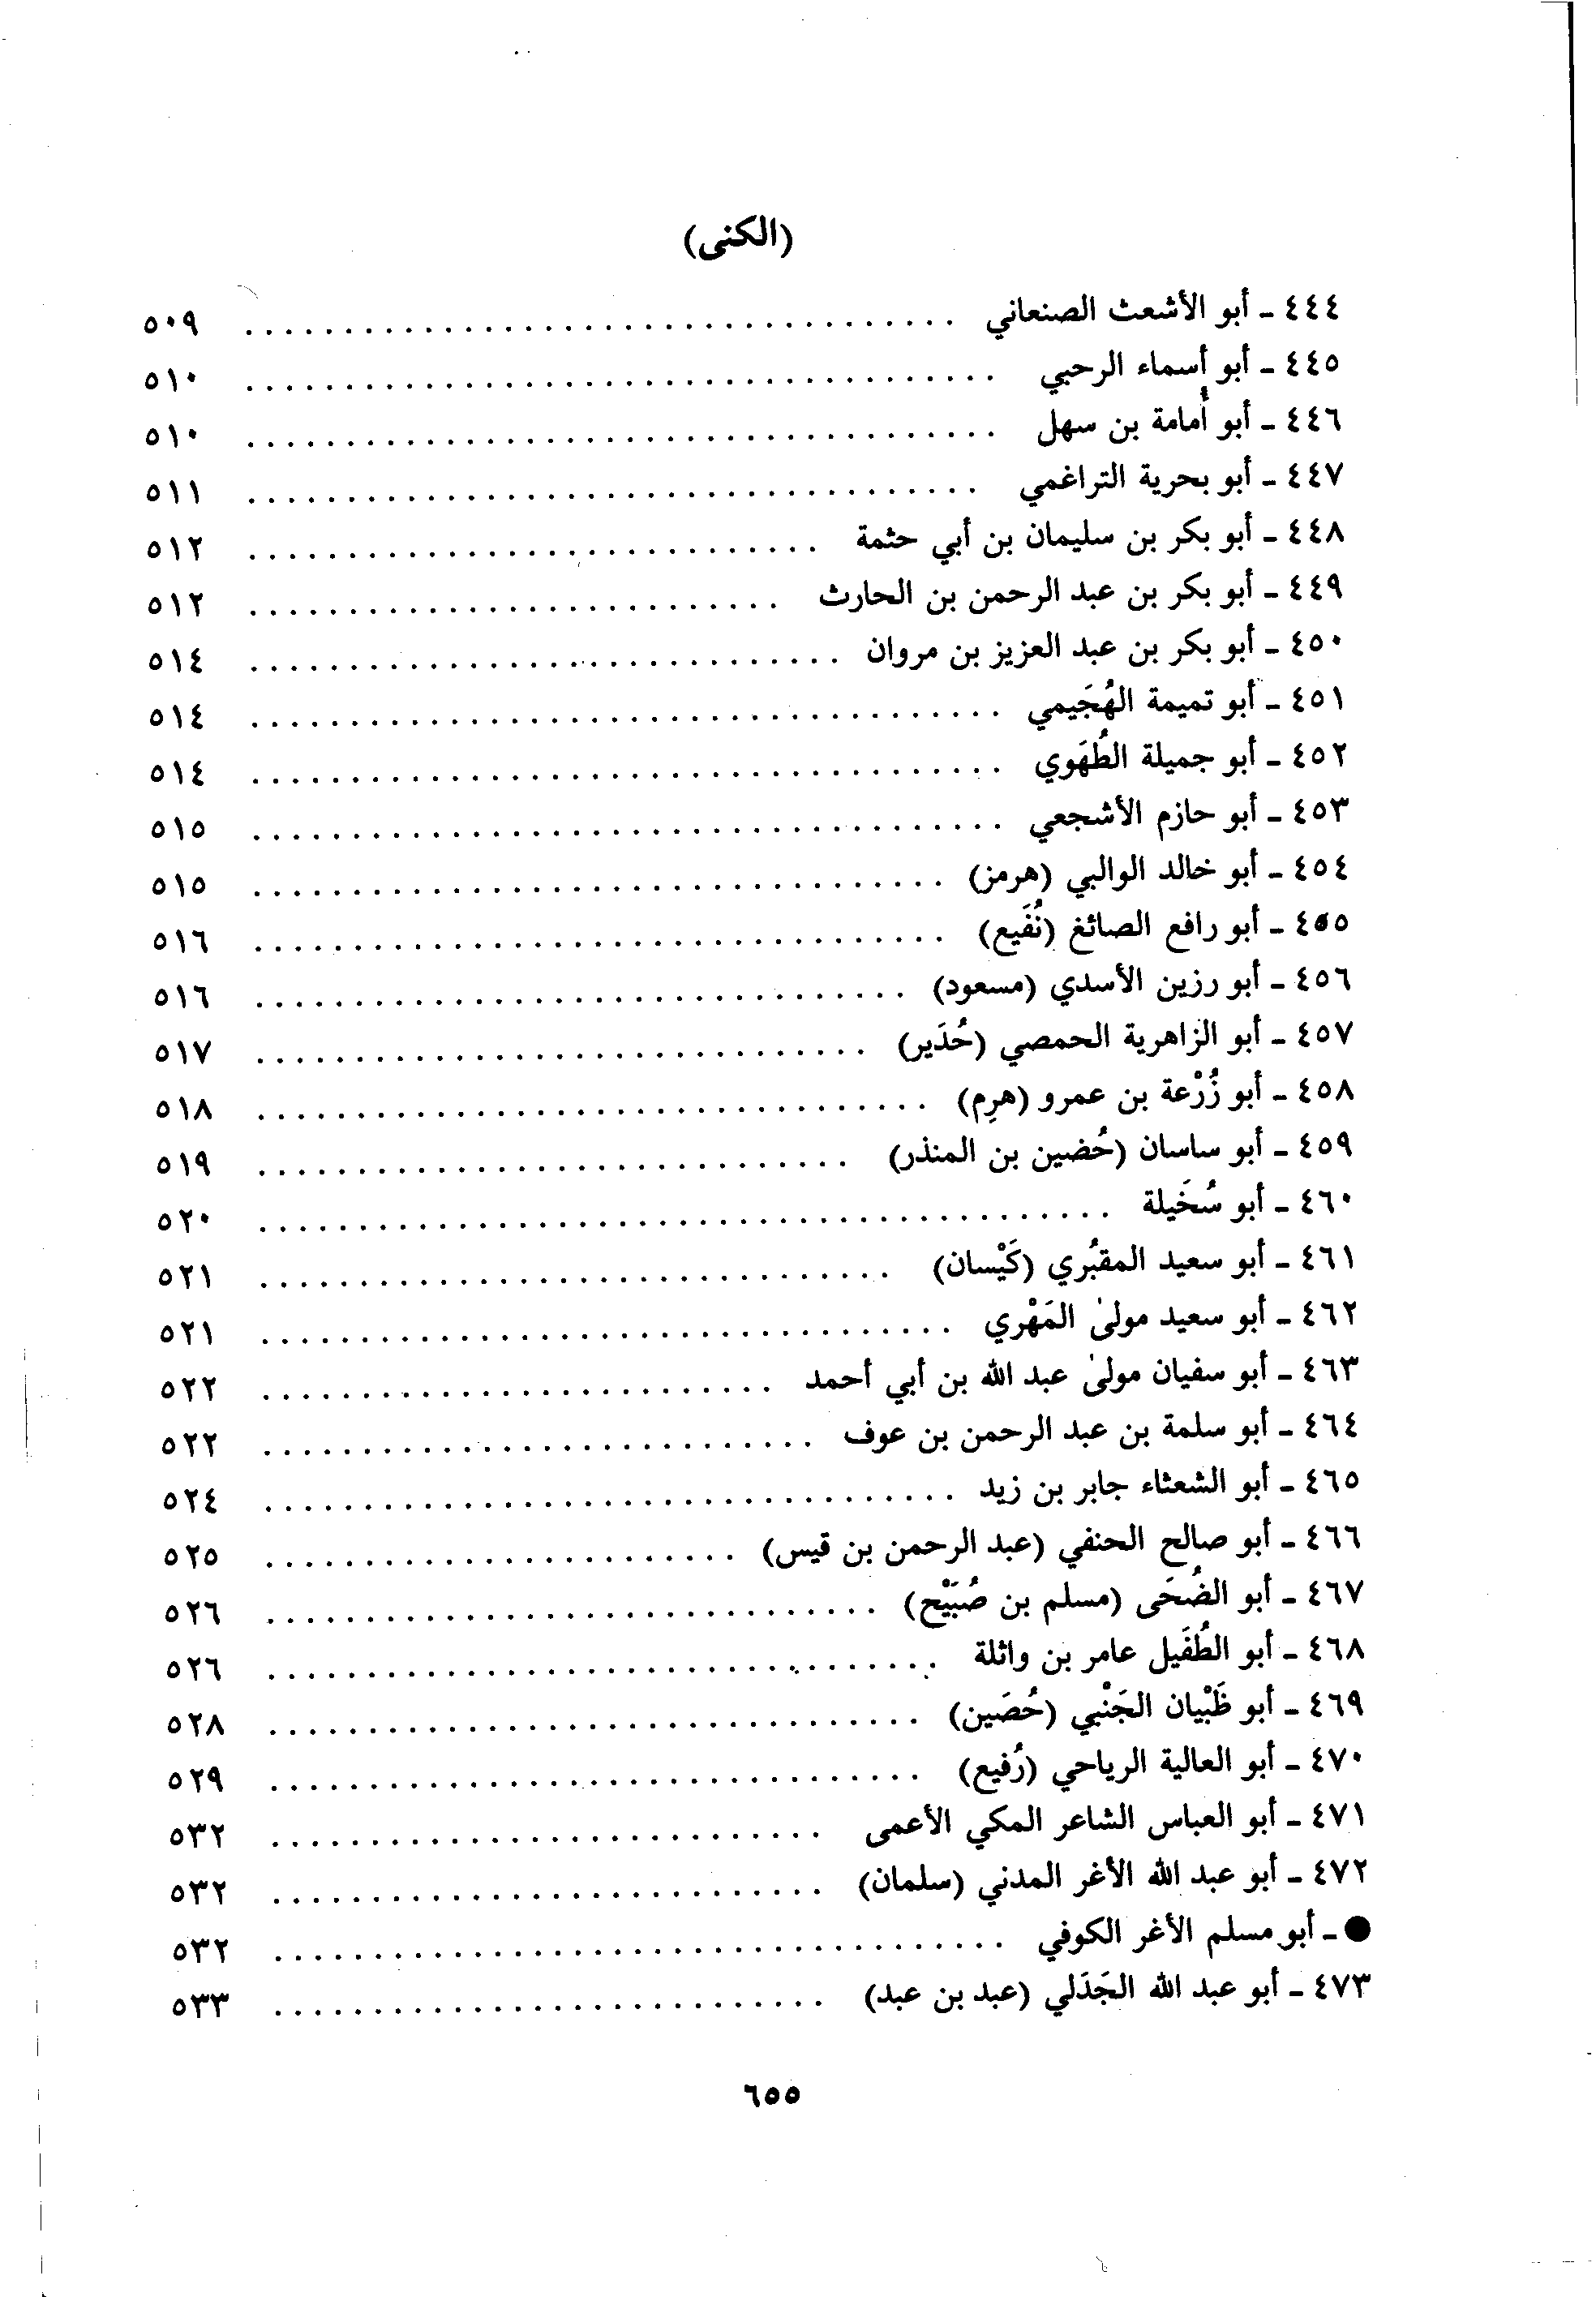 (الكنى)
٤٤٤ - أبو الأشعث الصنعاني ..................................... ٥٠٩
٤٤٥ - أبو أسماء الرحبي ....................................... ٥١٠
٤٤٦ - أبو أُمامة بن سهل ....................................... ٥١٠
٤٤٧ - أبو بحرية التراغمي ...................................... ٥١١
٤٤٨ - أبو بكر بن سليمان بن أبي حثمة .............................. ٥١٢
٤٤٩ - أبو بكر بن عبد الرحمن بن الحارث ............................ ٥١٢
٤٥٠ - أبو بكر بن عبد العزيز بن مروان ............................... ٥١٤
٤٥١ - أبو تميمة الهُجَيمي ....................................... ٥١٤
٤٥٢ - أبو جميلة الطُهَوي ....................................... ٥١٤
٤٥٣ - أبو حازم الأشجعي ....................................... ٥١٥
٤٥٤ - أبو خالد الوالبي (هرمز) .................................... ٥١٥
٤٥٥ - أبو رافع الصائغ (نُفَيع) .................................... ٥١٦
٤٥٦ - أبو رزين الأسدي (مسعود) .................................. ٥١٦
٤٥٧ - أبو الزاهرية الحمصي (حُدَير) ................................ ٥١٧
٤٥٨ - أبو زُرْعة بن عمرو (هرِم) ................................... ٥١٨
٤٥٩ - أبو ساسان (حُضين بن المنذر) ............................... ٥١٩
٤٦٠ - أبو سُخَيلة ............................................. ٥٢٠
٤٦١ - أبو سعيد المقبُري (كَيْسان) ................................. ٥٢١
٤٦٢ - أبو سعيد مولىٰ المَهْري .................................... ٥٢١
٤٦٣ - أبو سفيان مولىٰ عبد الله بن أبي أحمد ........................... ٥٢٢
٤٦٤ - أبو سلمة بن عبد الرحمن بن عوف ............................. ٥٢٢
٤٦٥ - أبو الشعثاء جابر بن زيد .................................... ٥٢٤
٤٦٦ - أبو صالح الحنفي (عبد الرحمن بن قيس) ......................... ٥٢٥
٤٦٧ - أبو الضُحَى (مسلم بن صُبَيْح) ................................ ٥٢٦
٤٦٨ - أبو الطُفَيل عامر بن واثلة ................................... ٥٢٦
٤٦٩ - أبو ظَبْيان الجَنْبي (حُصَين) .................................. ٥٢٨
٤٧٠ - أبو العالية الرياحي (رُفيع) .................................. ٥٢٩
٤٧١ - أبو العباس الشاعر المكي الأعمى ............................. ٥٣٢
٤٧٢ - أبو عبد الله الأغر المدني (سلمان) ............................. ٥٣٢
● - أبو مسلم الأغر الكوفي ...................................... ٥٣٢
٤٧٣ - أبو عبد الله الجَدَلي (عبد بن عبد) ............................. ٥٣٣
٦٥٥